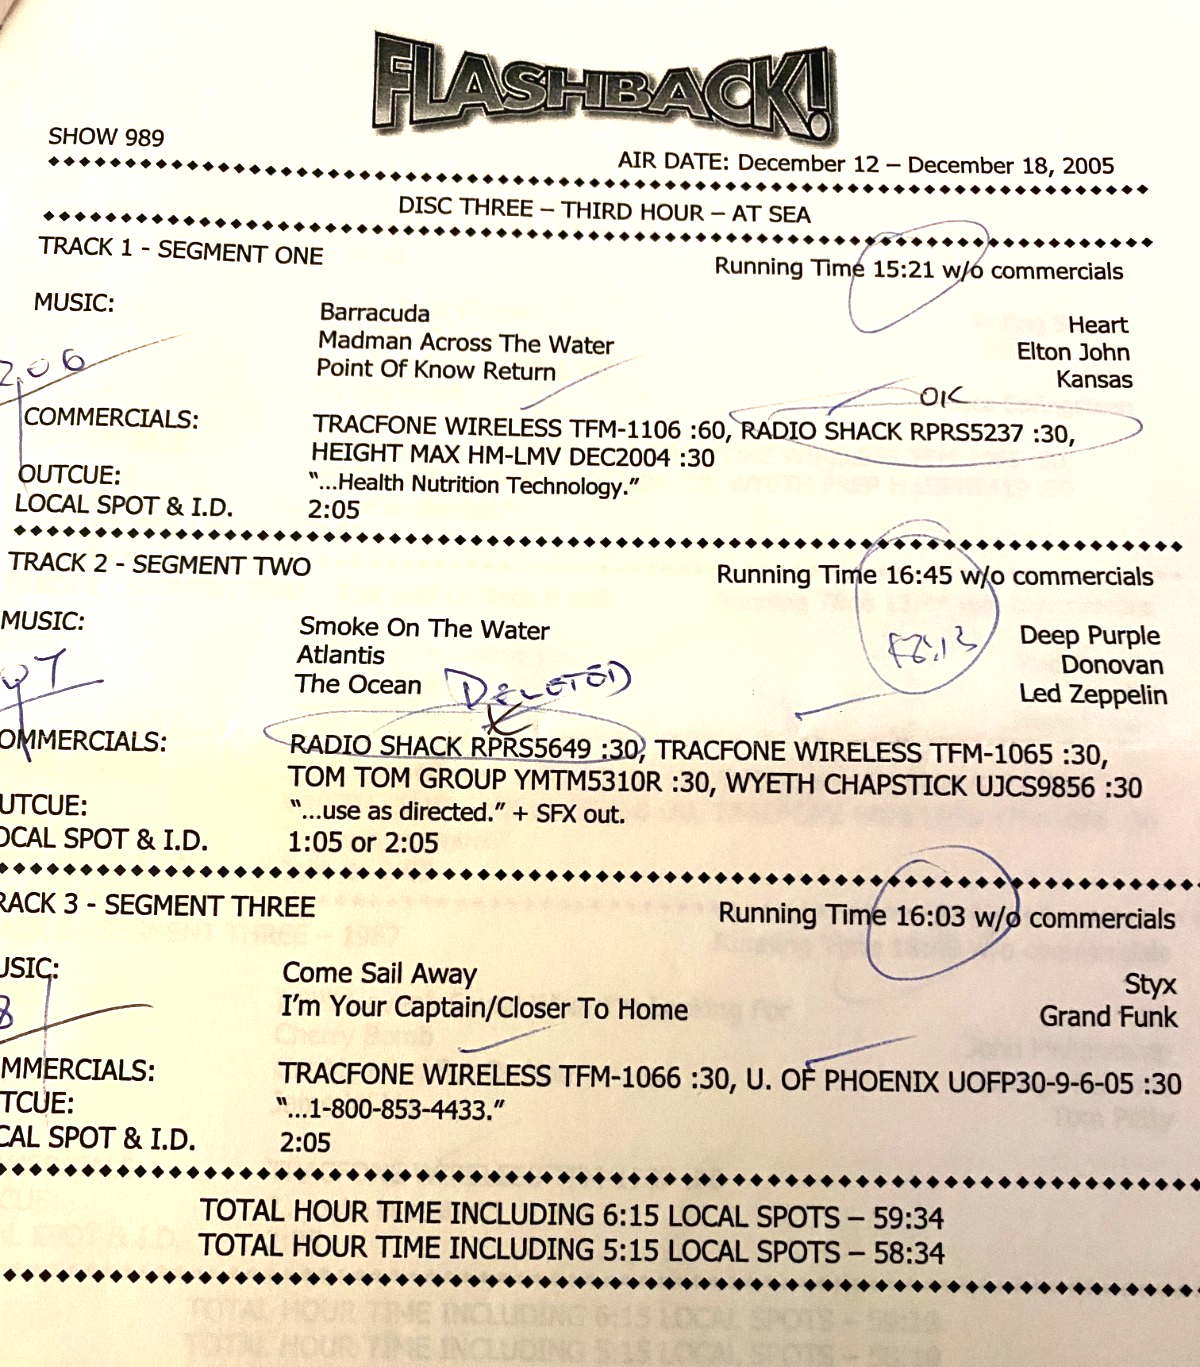 FLASHBACK!
SHOW 989
AIR DATE: December 12 – December 18, 2005
DISC THREE – THIRD HOUR – AT SEA
TRACK 1 - SEGMENT ONE
Running Time 15:21 w/o commercials
MUSIC:
Barracuda
Heart
Madman Across The Water
Elton John
Point Of Know Return
Kansas
OK
COMMERCIALS:
TRACFONE WIRELESS TFM-1106 :60, RADIO SHACK RPRS5237 :30,
HEIGHT MAX HM-LMV DEC2004 :30
OUTCUE:
“...Health Nutrition Technology.”
LOCAL SPOT & I.D.
2:05
TRACK 2 - SEGMENT TWO
Running Time 16:45 w/o commercials
MUSIC:
Smoke On The Water
Deep Purple
Atlantis
Donovan
The Ocean
DELETED
Led Zeppelin
OMMERCIALS:
RADIO SHACK RPRS5649 :30, TRACFONE WIRELESS TFM-1065 :30,
TOM TOM GROUP YMTM5310R :30, WYETH CHAPSTICK UJCS9856 :30
UTCUE:
“...use as directed.” + SFX out.
OCAL SPOT & I.D.
1:05 or 2:05
RACK 3 - SEGMENT THREE
Running Time 16:03 w/o commercials
USIC:
Come Sail Away
Styx
I’m Your Captain/Closer To Home
Grand Funk
MMERCIALS:
TRACFONE WIRELESS TFM-1066 :30, U. OF PHOENIX UOFP30-9-6-05 :30
TCUE:
“...1-800-853-4433.”
CAL SPOT & I.D.
2:05
TOTAL HOUR TIME INCLUDING 6:15 LOCAL SPOTS – 59:34
TOTAL HOUR TIME INCLUDING 5:15 LOCAL SPOTS – 58:34